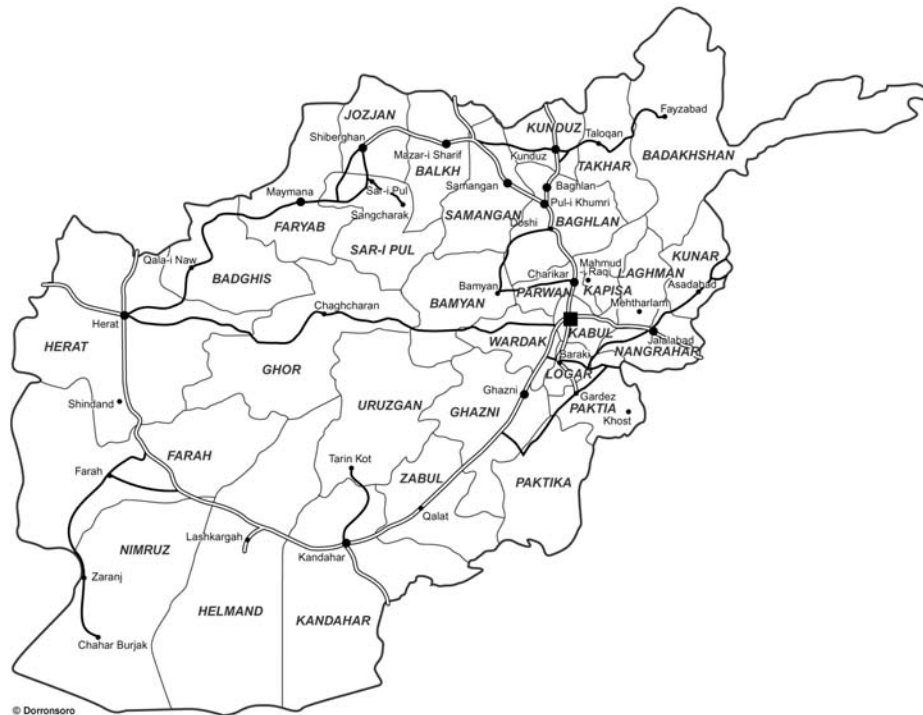 Fayzabad
JOZJAN
KUNDUZ
Taloqan
Shiberghan
Mazar-i Sharif
Kunduz
BADAKHSHAN
BALKH
TAKHAR
Samangan
Baghlan
Sar-i Pul
Maymana
Pul-i Khumri
Sangcharak
SAMANGAN
Doshi
BAGHLAN
FARYAB
SAR-I PUL
KUNAR
Qala-i Naw
Mahmud
Raqi
LAGHMAN
BADGHIS
Charikar
Asadabad
Bamyan
PARWAN
KAPISA
BAMYAN
Mehtharlam
Chaghcharan
Herat
KABUL
WARDAK
Jalalabad
HERAT
NANGRAHAR
Baraki
GHOR
LOGAR
Ghazni
Gardez
Shindand
URUZGAN
GHAZNI
PAKTIA
Khost
FARAH
Tarin Kot
Farah
ZABUL
PAKTIKA
Qalat
Lashkargah
NIMRUZ
Kandahar
Zaranj
HELMAND
KANDAHAR
Chahar Burjak
© Dorronsoro